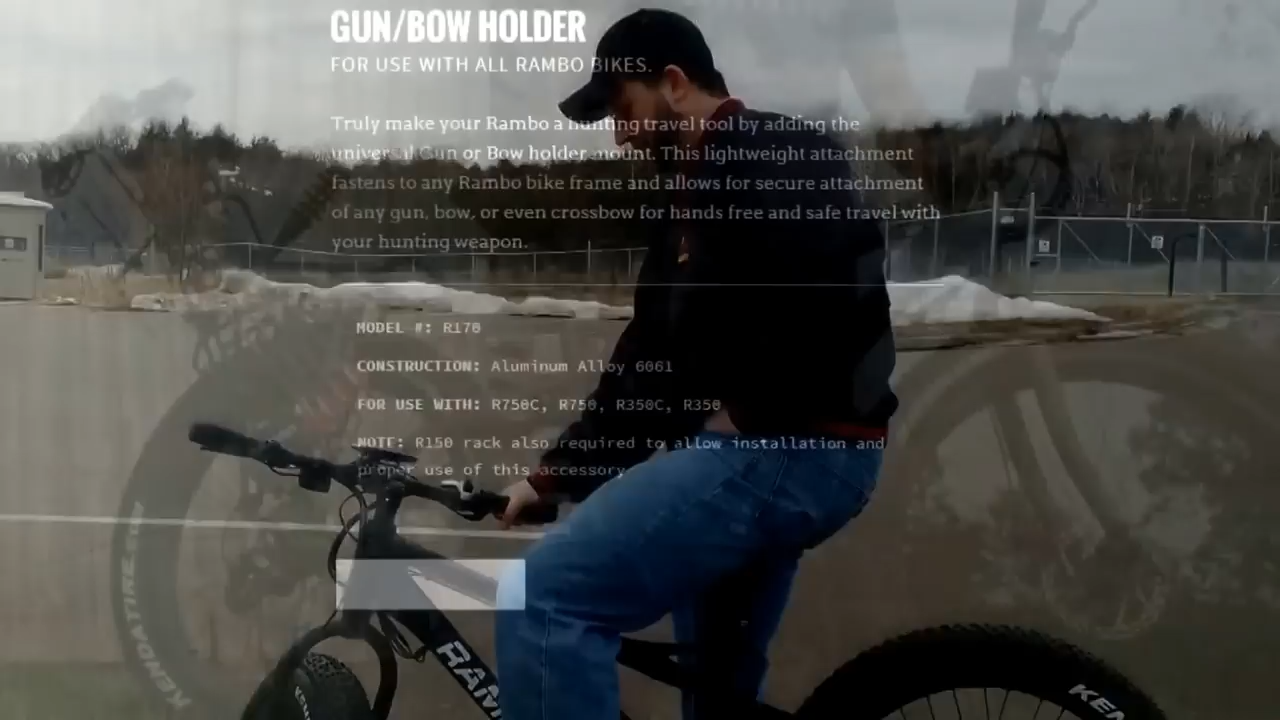 GUN/BOW HOLDER
FOR USE WITH ALL RAMBO BIKES.
Truly make your Rambo a hunting travel tool by adding the
universal Gun or Bow holder mount. This lightweight attachment
fastens to any Rambo bike frame and allows for secure attachment
of any gun, bow, or even crossbow for hands free and safe travel with
your hunting weapon.
MODEL #: R170
CONSTRUCTION: Aluminum Alloy 6061
FOR USE WITH: R750C, R750, R350C, R350
NOTE: R150 rack also required to allow installation and
proper use of this accessory
KENDATIRE
RAM
KEN